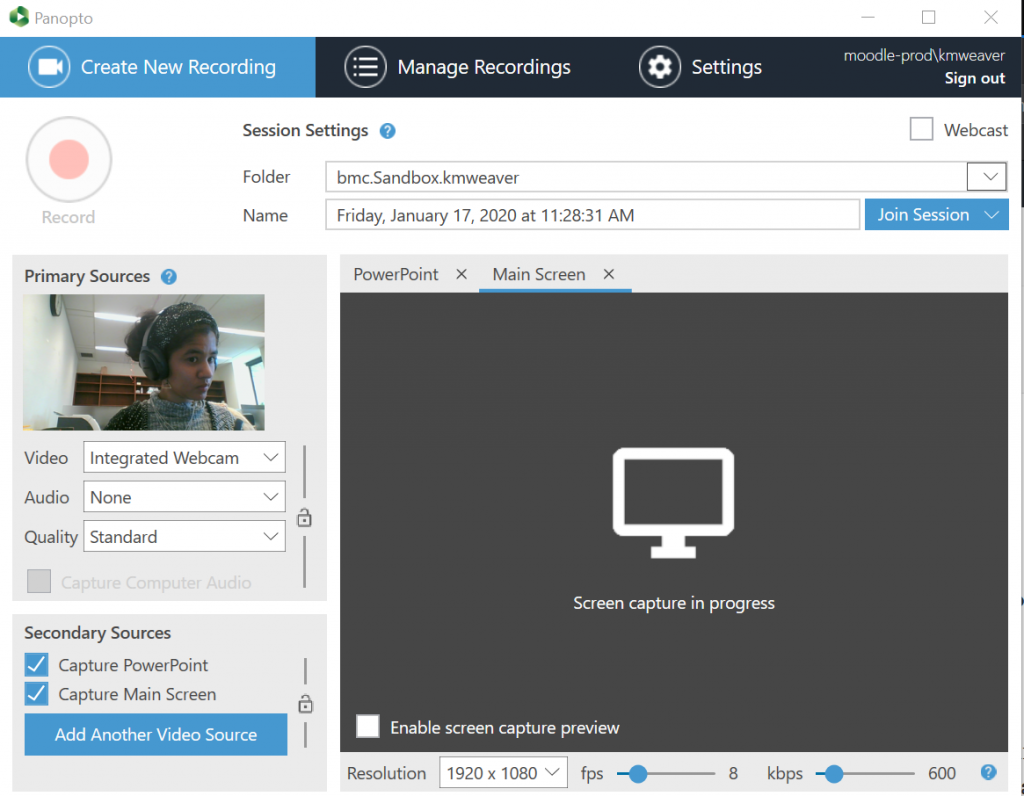 Panopto
Create New Recording
Manage Recordings
Settings
moodle-prod\kmweaver
Sign out
Record
Session Settings ?
Webcast
Folder
bmc.Sandbox.kmweaver
Name
Friday, January 17, 2020 at 11:28:31 AM
Join Session
Primary Sources ?
Video
Integrated Webcam
Audio
None
Quality
Standard
Capture Computer Audio
Secondary Sources
Capture PowerPoint
Capture Main Screen
Add Another Video Source
PowerPoint
Main Screen
Screen capture in progress
Enable screen capture preview
Resolution 1920 x 1080 fps 8 kbps 600 ?